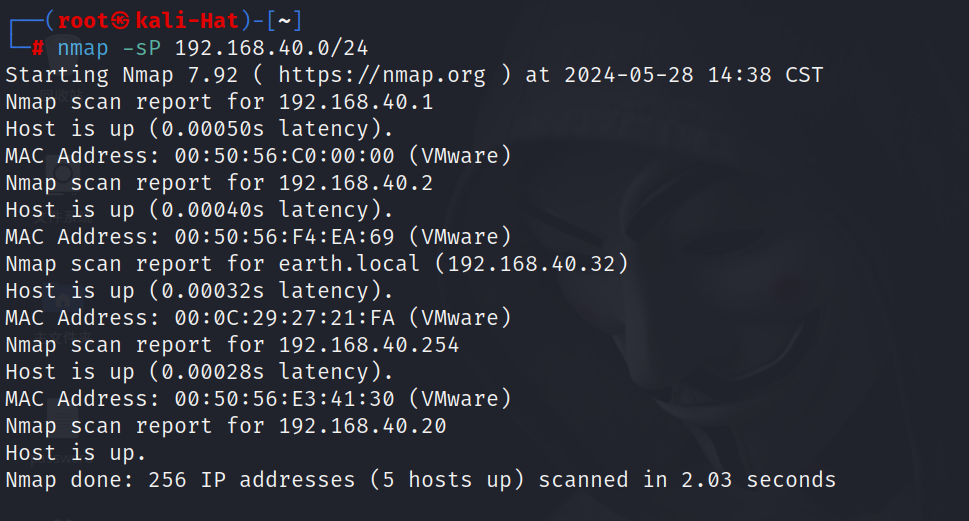 ┌──(root㉿kali-Hat)-[~]
└─# nmap -sP 192.168.40.0/24
Starting Nmap 7.92 ( https://nmap.org ) at 2024-05-28 14:38 CST
Nmap scan report for 192.168.40.1
Host is up (0.00050s latency).
MAC Address: 00:50:56:C0:00:00 (VMware)
Nmap scan report for 192.168.40.2
Host is up (0.00040s latency).
MAC Address: 00:50:56:F4:EA:69 (VMware)
Nmap scan report for earth.local (192.168.40.32)
Host is up (0.00032s latency).
MAC Address: 00:0C:29:27:21:FA (VMware)
Nmap scan report for 192.168.40.254
Host is up (0.00028s latency).
MAC Address: 00:50:56:E3:41:30 (VMware)
Nmap scan report for 192.168.40.20
Host is up.
Nmap done: 256 IP addresses (5 hosts up) scanned in 2.03 seconds